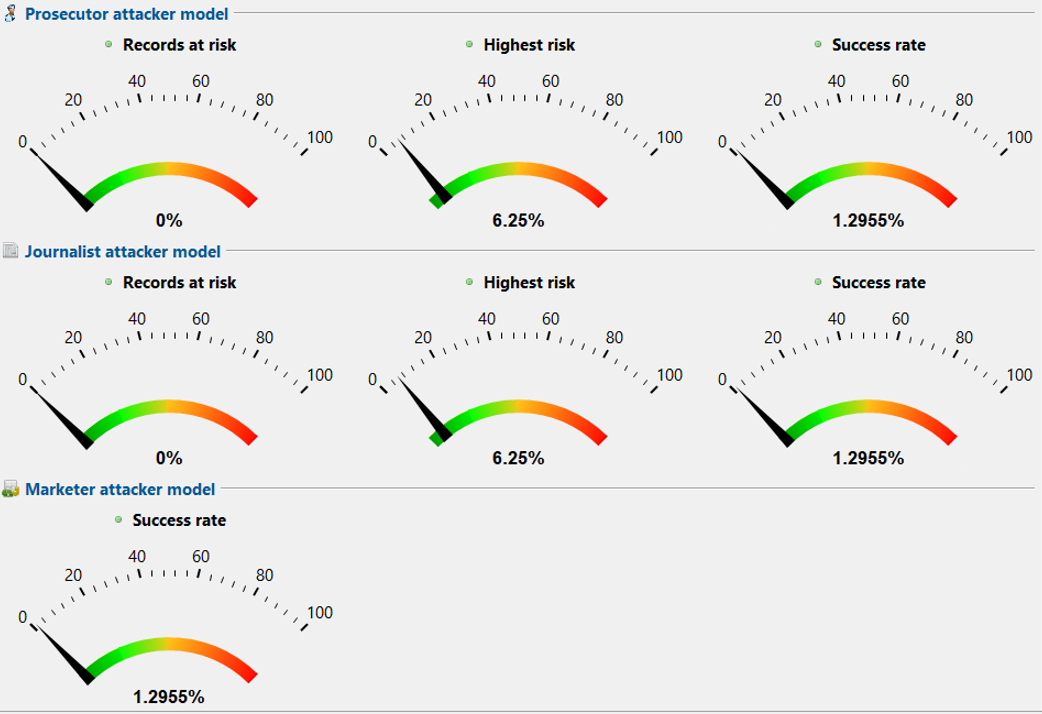 Prosecutor attacker model
Records at risk
Highest risk
Success rate
0 20 40 60 80 100
0 20 40 60 80 100
0 20 40 60 80 100
0%
6.25%
1.2955%
Journalist attacker model
Records at risk
Highest risk
Success rate
0 20 40 60 80 100
0 20 40 60 80 100
0 20 40 60 80 100
0%
6.25%
1.2955%
Marketer attacker model
Success rate
0 20 40 60 80 100
1.2955%